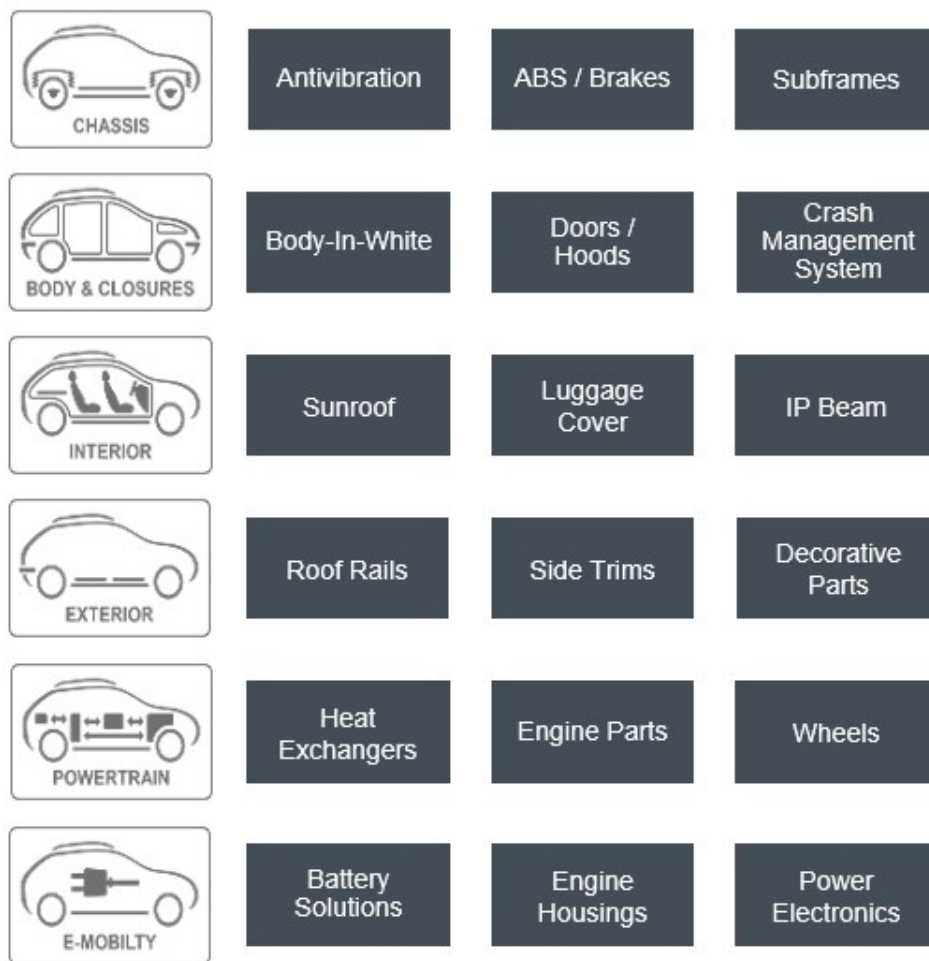 CHASSIS
Antivibration
ABS / Brakes
Subframes
BODY & CLOSURES
Body-In-White
Doors /
Hoods
Crash
Management
System
INTERIOR
Sunroof
Luggage
Cover
IP Beam
EXTERIOR
Roof Rails
Side Trims
Decorative
Parts
POWERTRAIN
Heat
Exchangers
Engine Parts
Wheels
E-MOBILTY
Battery
Solutions
Engine
Housings
Power
Electronics